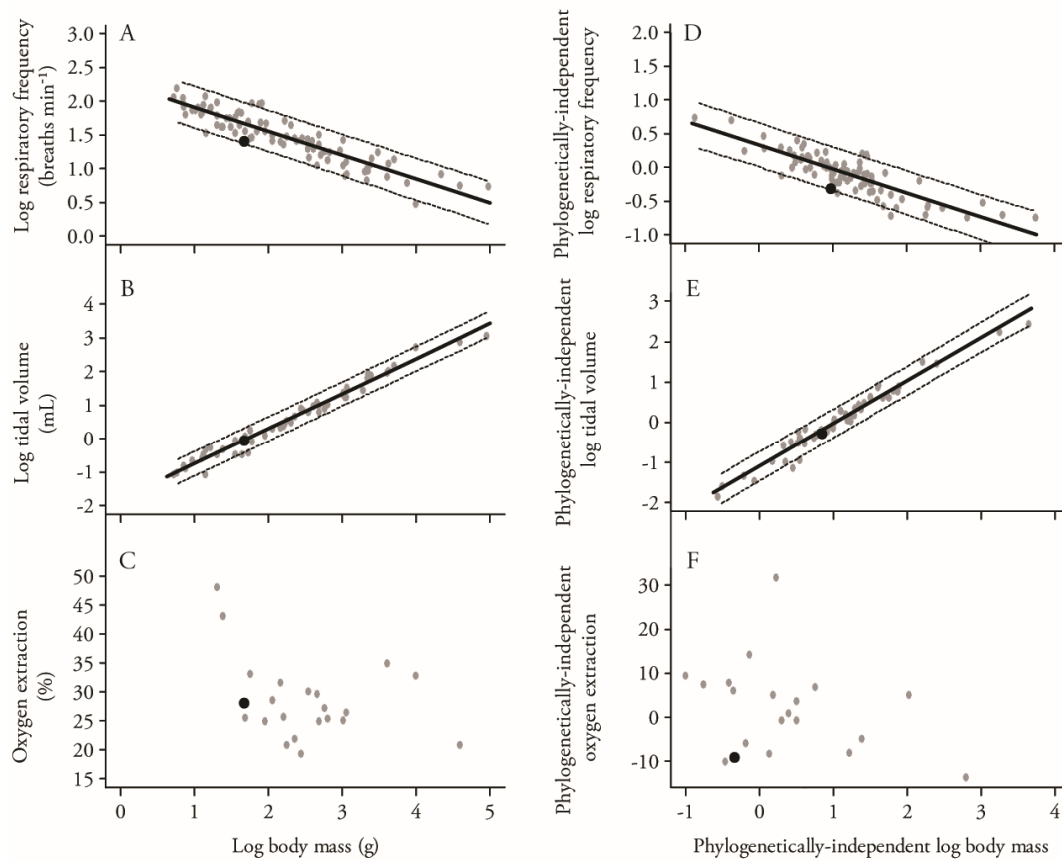 A
Log respiratory frequency
(breaths min⁻¹)
3.0
2.5
2.0
1.5
1.0
0.5
0.0
D
Phylogenetically-independent
log respiratory frequency
2.0
1.5
1.0
0.5
0.0
-0.5
-1.0
B
Log tidal volume
(mL)
4
3
2
1
0
-1
-2
E
Phylogenetically-independent
log tidal volume
3
2
1
0
-1
-2
C
Oxygen extraction
(%)
50
45
40
35
30
25
20
15
0 1 2 3 4 5
Log body mass (g)
F
Phylogenetically-independent
oxygen extraction
30
20
10
0
-10
-1 0 1 2 3 4
Phylogenetically-independent log body mass